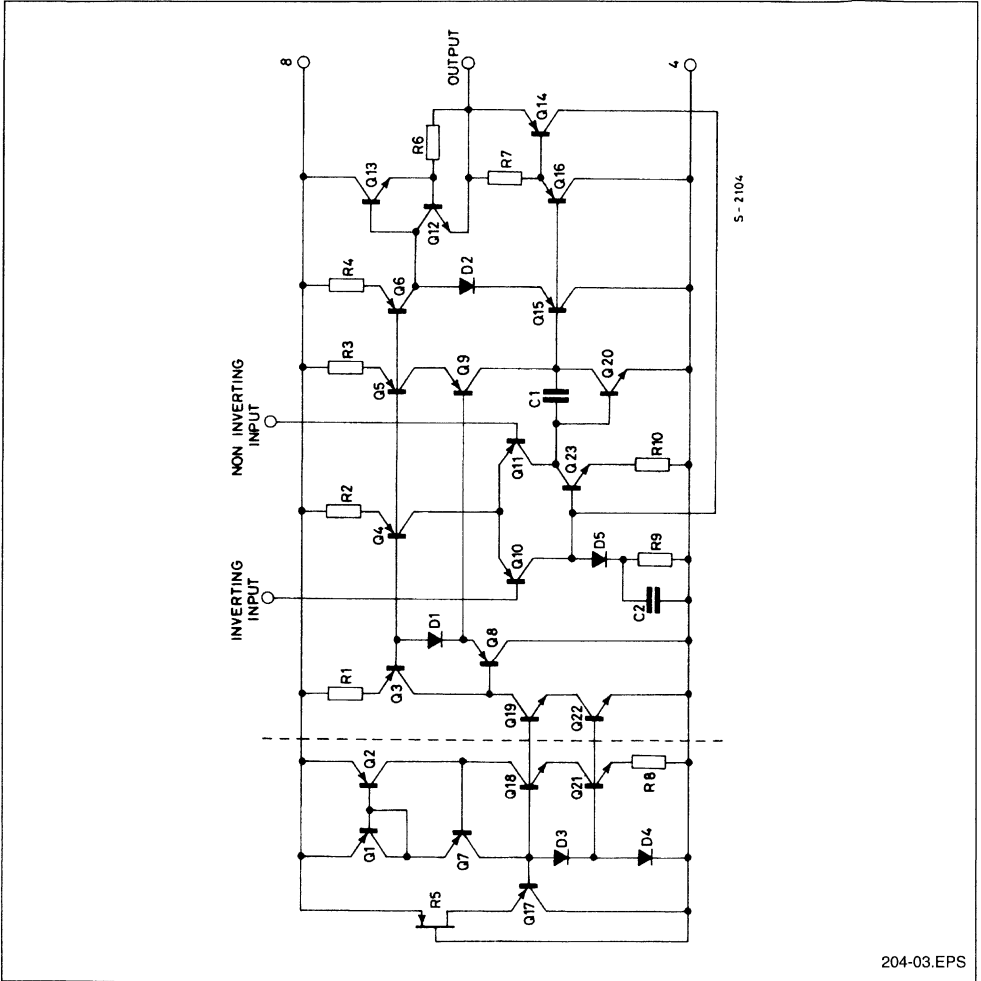 8
OUTPUT
4
NON INVERTING
INPUT
INVERTING
INPUT
R1
R2
R3
R4
R5
R6
R7
R8
R9
R10
Q1
Q2
Q3
Q4
Q5
Q6
Q7
Q8
Q9
Q10
Q11
Q12
Q13
Q14
Q15
Q16
Q17
Q18
Q19
Q20
Q21
Q22
Q23
D1
D2
D3
D4
D5
C1
C2
S - 2104
204-03.EPS